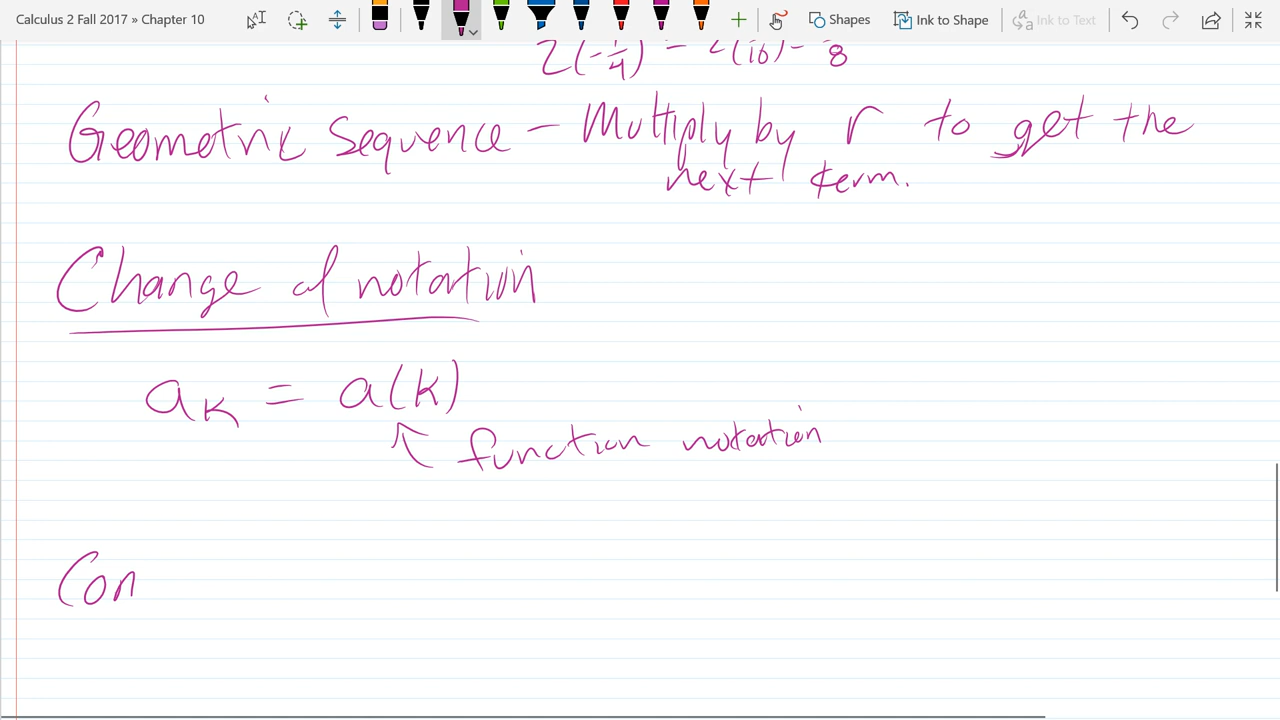 Calculus 2 Fall 2017 » Chapter 10
Shapes
Ink to Shape
Ink to Text
Geometric Sequence – Multiply by r to get the
next term.
Change of notation
a_k = a(k)
function notation
Con